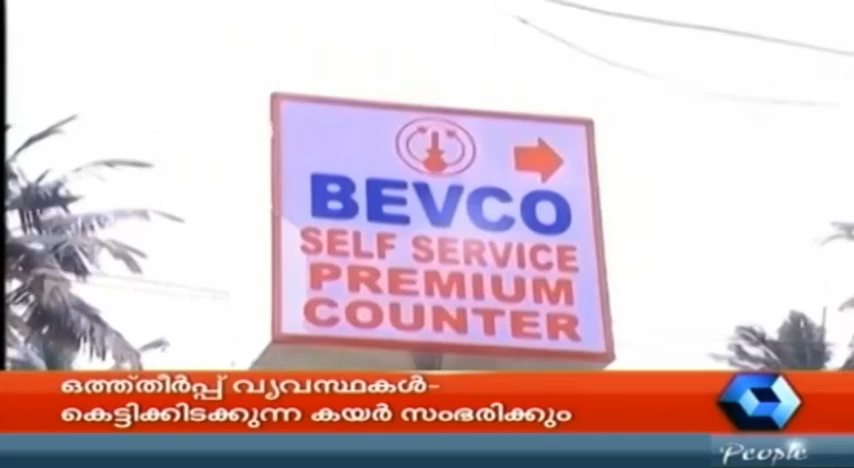 BEVCO
SELF SERVICE
PREMIUM
COUNTER
ഒത്ത്തീർപ്പ് വ്യവസ്ഥകൾ-
കെട്ടിക്കിടക്കുന്ന കയർ സംഭരിക്കും
People